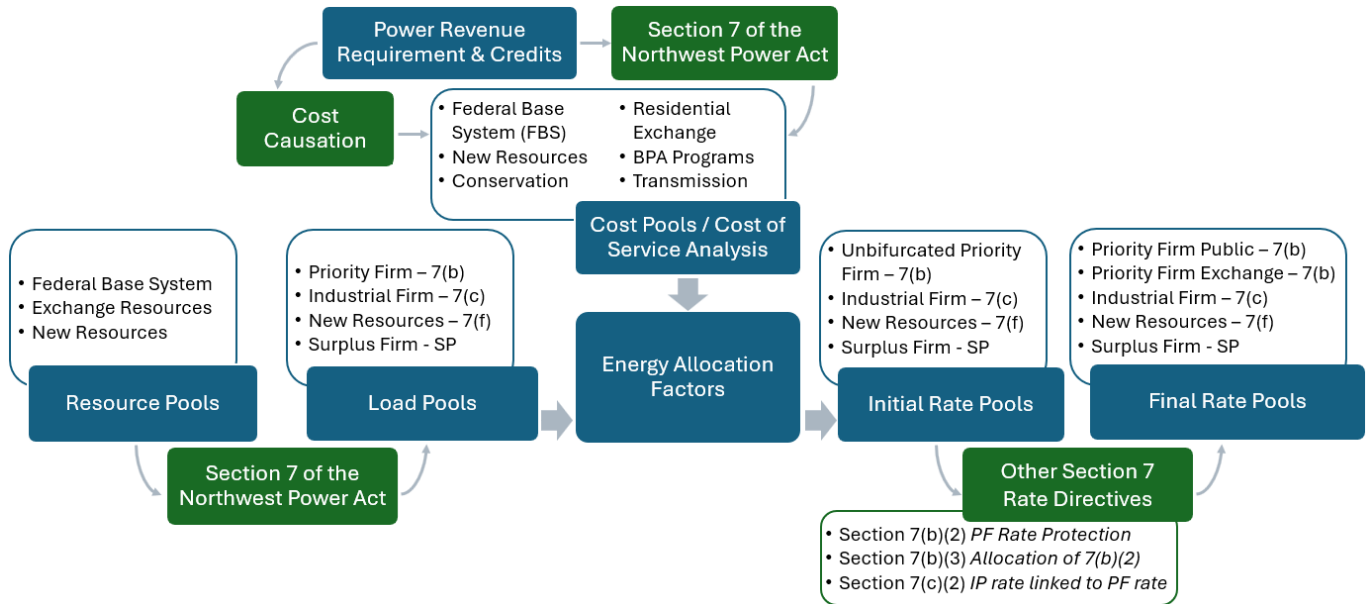 Power Revenue
Requirement & Credits
Section 7 of the
Northwest Power Act
Cost
Causation
• Federal Base
System (FBS)
• New Resources
• Conservation
• Residential
Exchange
• BPA Programs
• Transmission
Cost Pools / Cost of
Service Analysis
• Federal Base System
• Exchange Resources
• New Resources
Resource Pools
• Priority Firm – 7(b)
• Industrial Firm – 7(c)
• New Resources – 7(f)
• Surplus Firm - SP
Load Pools
Section 7 of the
Northwest Power Act
Energy Allocation
Factors
• Unbifurcated Priority
Firm – 7(b)
• Industrial Firm – 7(c)
• New Resources – 7(f)
• Surplus Firm - SP
Initial Rate Pools
• Priority Firm Public – 7(b)
• Priority Firm Exchange – 7(b)
• Industrial Firm – 7(c)
• New Resources – 7(f)
• Surplus Firm - SP
Final Rate Pools
Other Section 7
Rate Directives
• Section 7(b)(2) PF Rate Protection
• Section 7(b)(3) Allocation of 7(b)(2)
• Section 7(c)(2) IP rate linked to PF rate